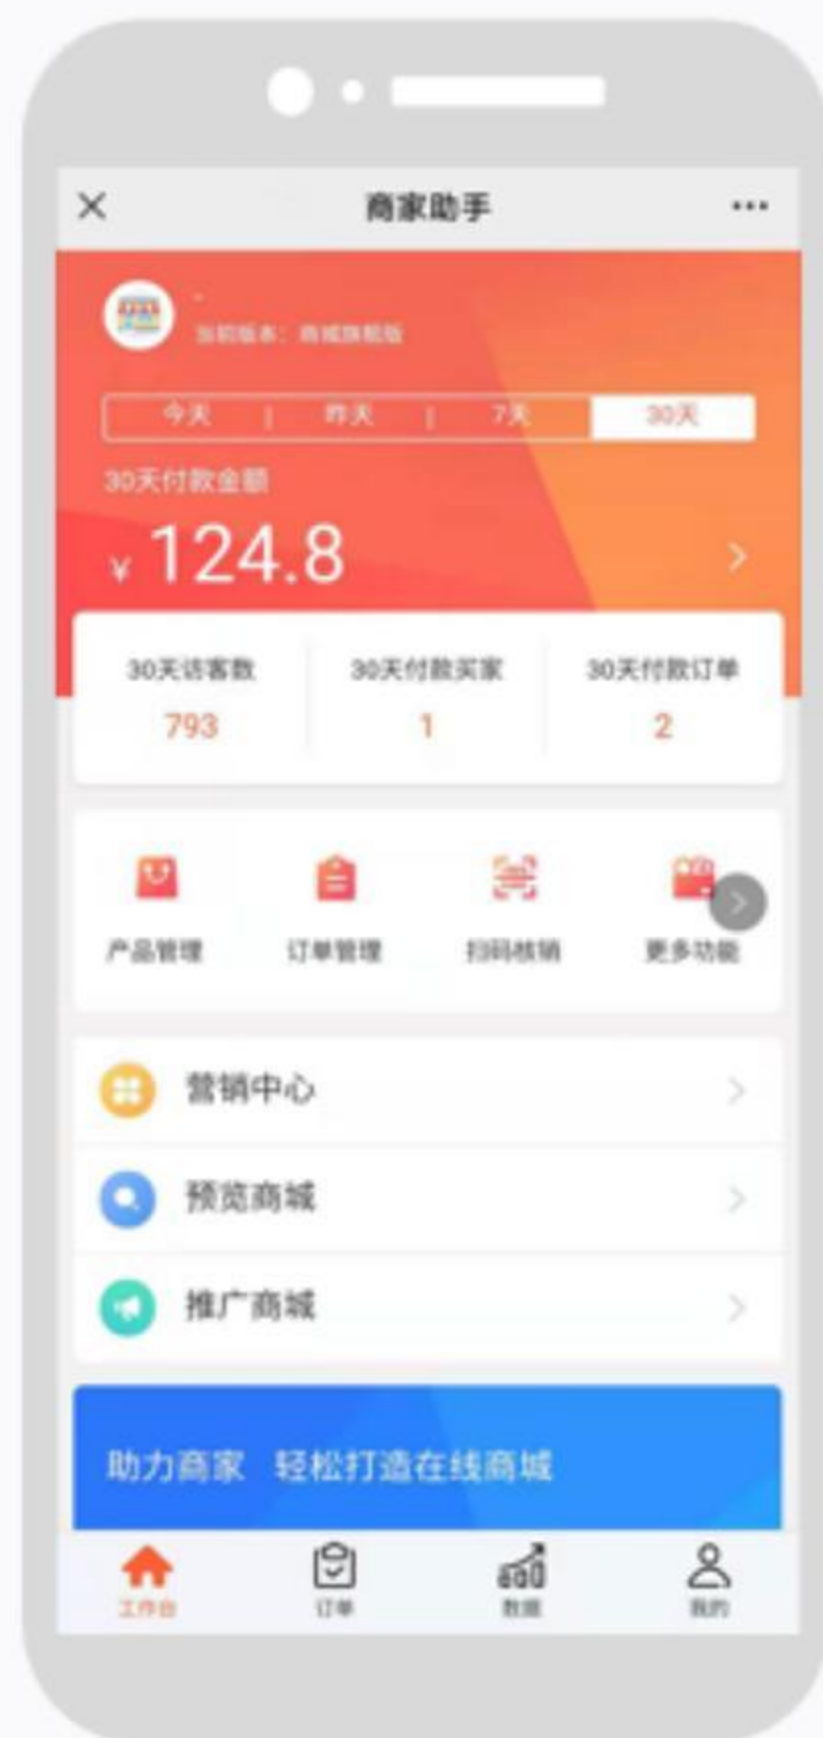 商家助手
当前版本：商城旗舰版
今天 | 昨天 | 7天 30天
30天付款金额
¥ 124.8
30天访客数 30天付款买家 30天付款订单
793 1 2
产品管理 订单管理 扫码核销 更多功能
营销中心
预览商城
推广商城
助力商家 轻松打造在线商城
工作台 订单 数据 我的